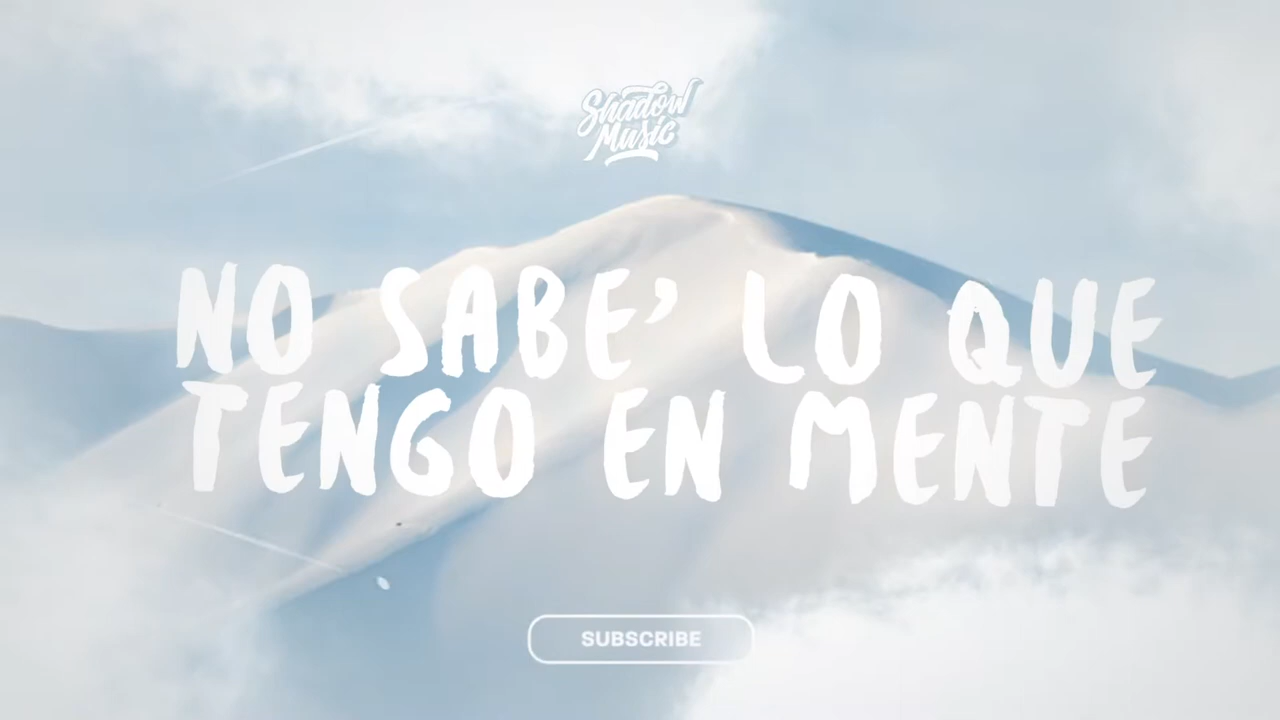 Shadow
Music
NO SABE' LO QUE
TENGO EN MENTE
SUBSCRIBE